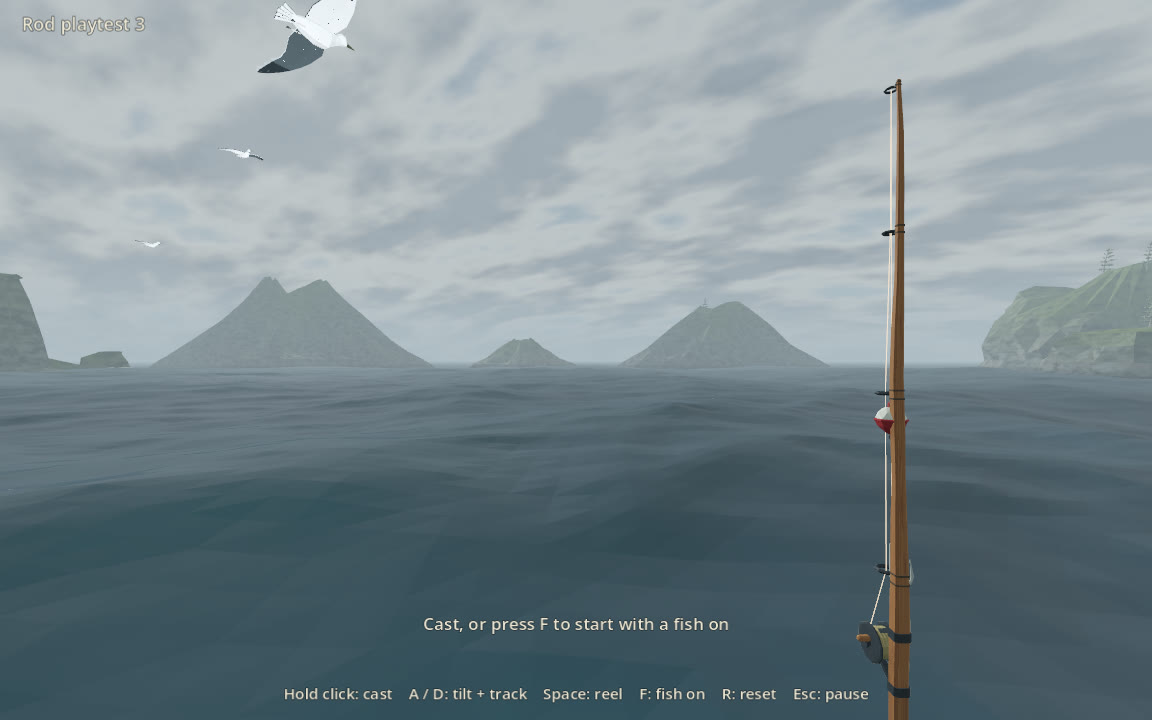 Rod playtest 3
Cast, or press F to start with a fish on
Hold click: cast A / D: tilt + track Space: reel F: fish on R: reset Esc: pause